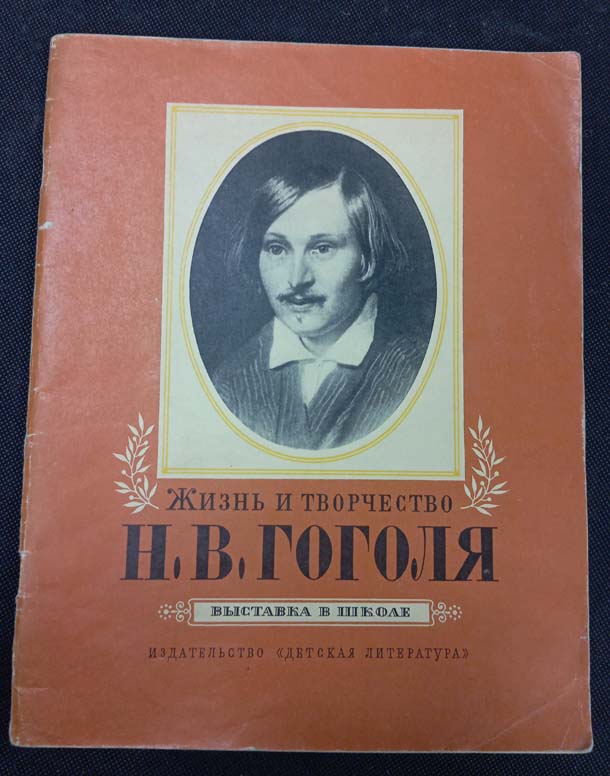 Жизнь и творчество
Н. В. ГОГОЛЯ
ВЫСТАВКА В ШКОЛЕ
ИЗДАТЕЛЬСТВО «ДЕТСКАЯ ЛИТЕРАТУРА»